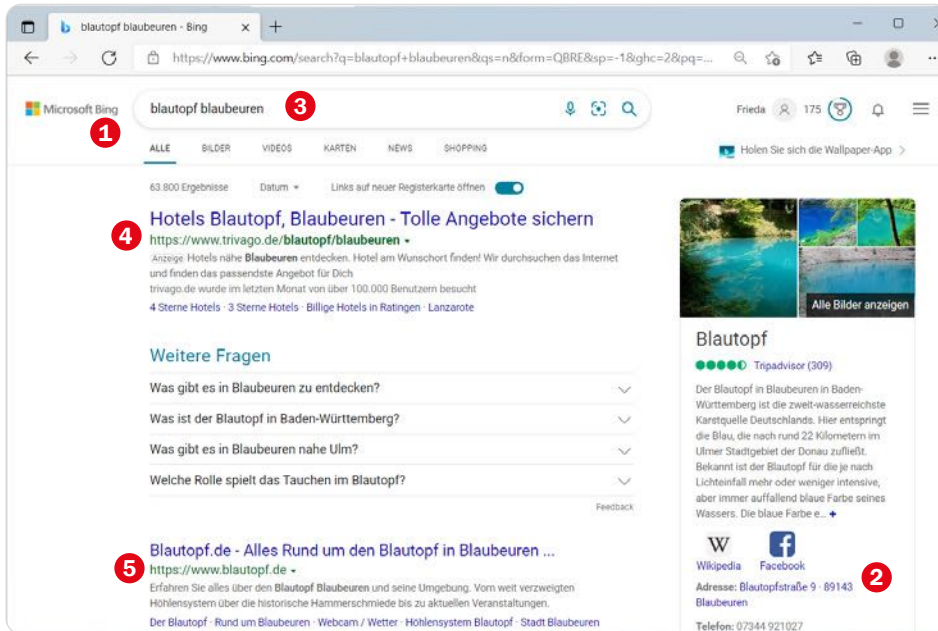 blautopf blaubeuren - Bing
https://www.bing.com/search?q=blautopf+blaubeuren&qs=n&form=QBRE&sp=-1&ghc=2&pq=...
Microsoft Bing
1
blautopf blaubeuren
3
Frieda
175
ALLE BILDER VIDEOS KARTEN NEWS SHOPPING
Holen Sie sich die Wallpaper-App
63.800 Ergebnisse Datum Links auf neuer Registerkarte öffnen
Hotels Blautopf, Blaubeuren - Tolle Angebote sichern
4
https://www.trivago.de/blautopf/blaubeuren
Anzeige Hotels nähe Blaubeuren entdecken. Hotel am Wunschort finden! Wir durchsuchen das Internet
und finden das passendste Angebot für Dich
trivago.de wurde im letzten Monat von über 100.000 Benutzern besucht
4 Sterne Hotels · 3 Sterne Hotels · Billige Hotels in Ratingen · Lanzarote
Weitere Fragen
Was gibt es in Blaubeuren zu entdecken?
Was ist der Blautopf in Baden-Württemberg?
Was gibt es in Blaubeuren nahe Ulm?
Welche Rolle spielt das Tauchen im Blautopf?
Feedback
Blautopf.de - Alles Rund um den Blautopf in Blaubeuren ...
5
https://www.blautopf.de
Erfahren Sie alles über den Blautopf Blaubeuren und seine Umgebung. Vom weit verzweigten
Höhlensystem über die historische Hammerschmiede bis zu aktuellen Veranstaltungen.
Der Blautopf · Rund um Blaubeuren · Webcam / Wetter · Höhlensystem Blautopf · Stadt Blaubeuren
Alle Bilder anzeigen
Blautopf
Tripadvisor (309)
Der Blautopf in Blaubeuren in Baden-
Württemberg ist die zweit-wasserreichste
Karstquelle Deutschlands. Hier entspringt
die Blau, die nach rund 22 Kilometern im
Ulmer Stadtgebiet der Donau zufließt.
Bekannt ist der Blautopf für die je nach
Lichteinfall mehr oder weniger intensive,
aber immer auffallend blaue Farbe seines
Wassers. Die blaue Farbe e... +
W f
Wikipedia Facebook
2
Adresse: Blautopfstraße 9 · 89143
Blaubeuren
Telefon: 07344 921027